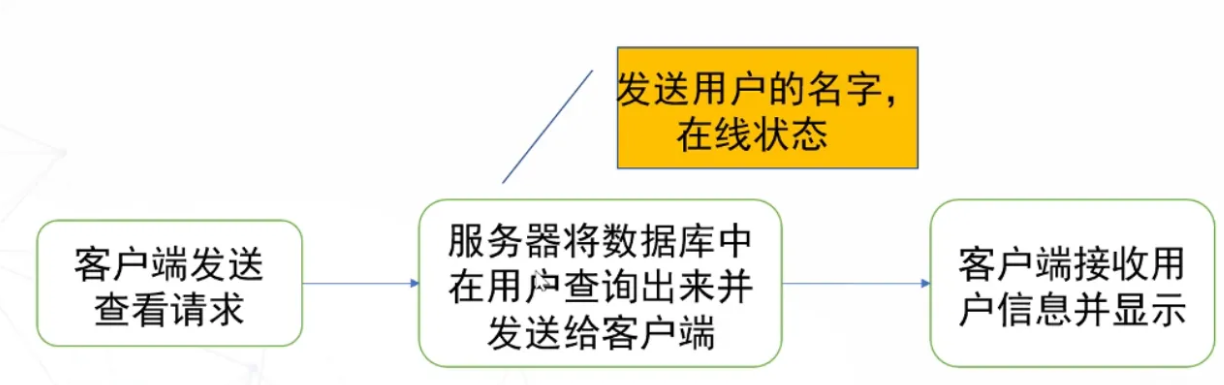 发送用户的名字，
在线状态
客户端发送
查看请求
服务器将数据库中
在用户查询出来并
发送给客户端
客户端接收用
户信息并显示